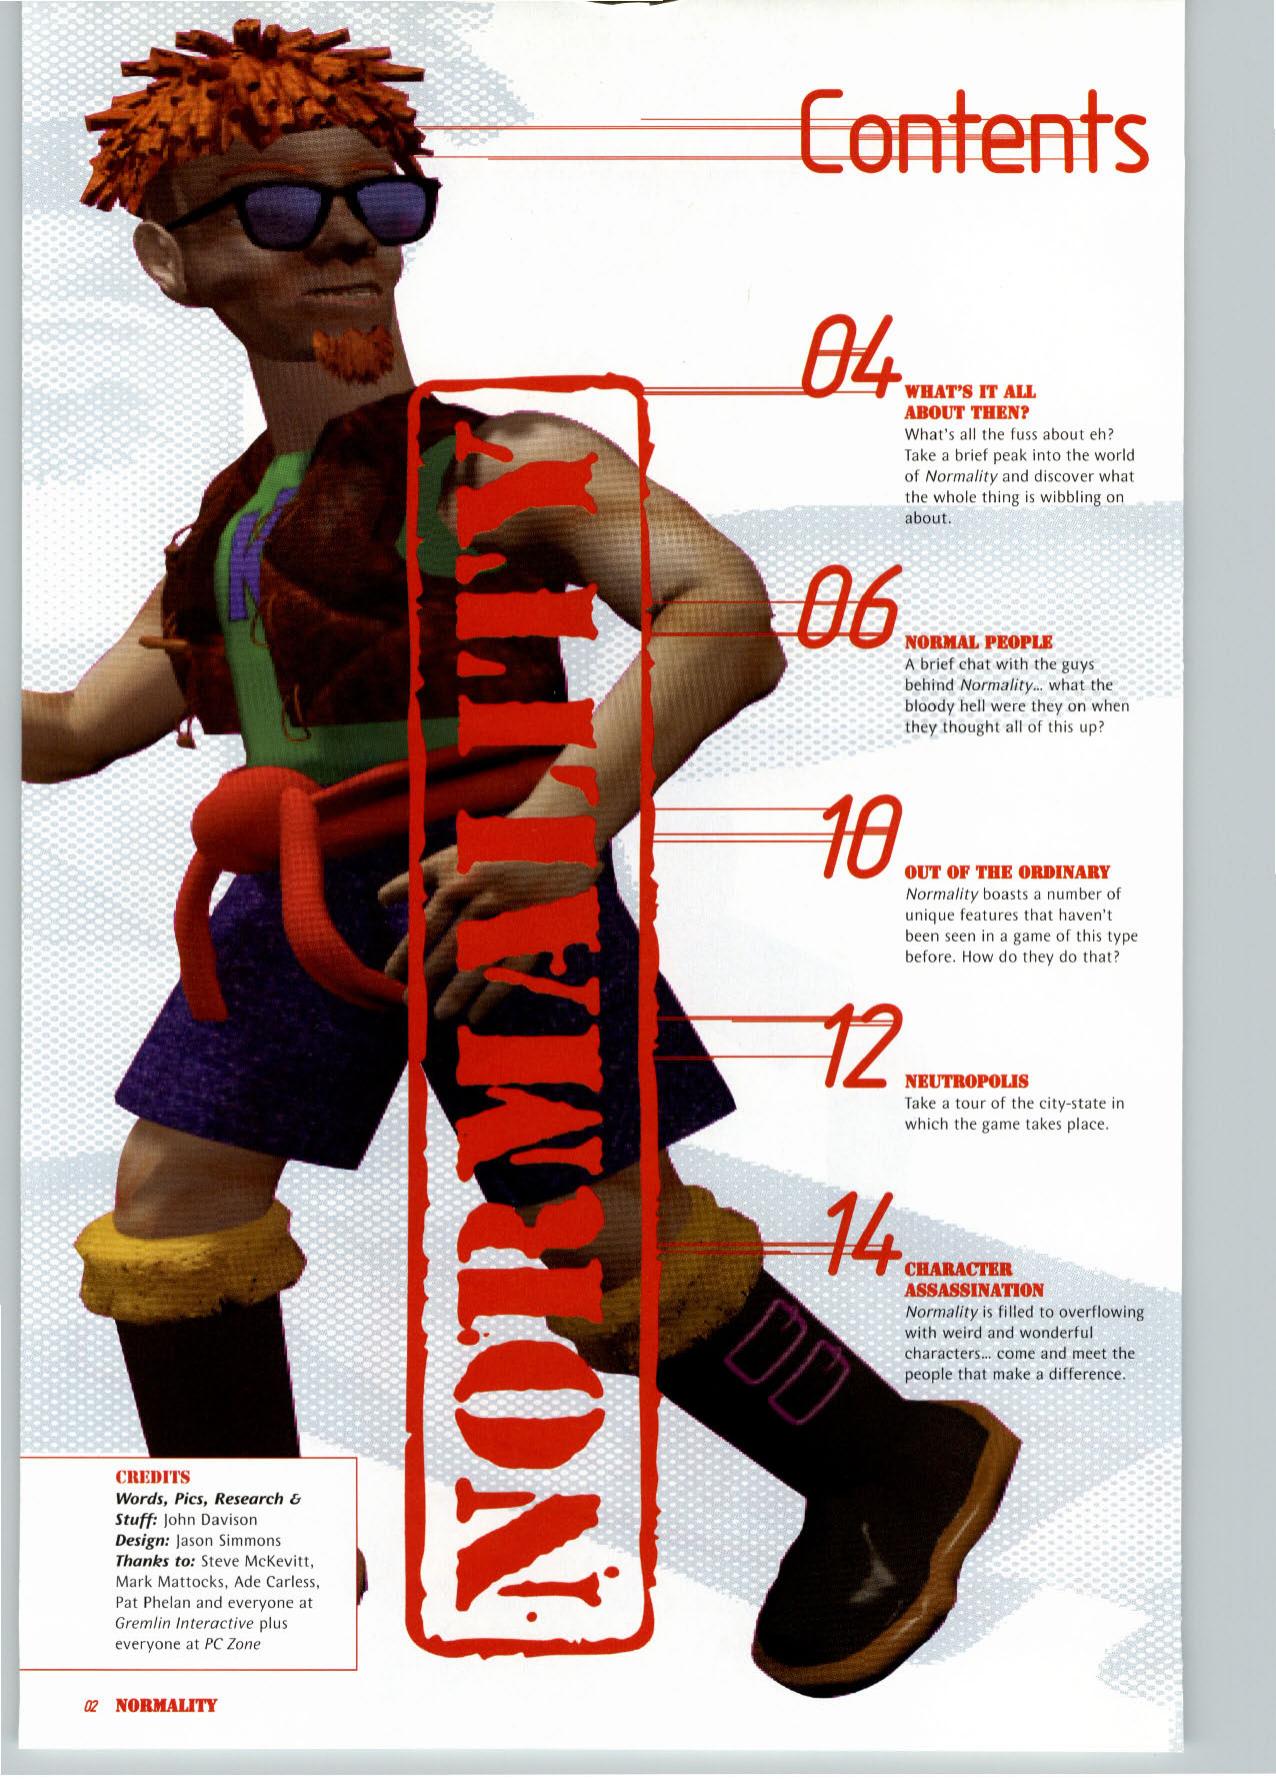 Contents
04
WHAT'S IT ALL
ABOUT THEN?
What's all the fuss about eh?
Take a brief peak into the world
of Normality and discover what
the whole thing is wibbling on
about.
06
NORMAL PEOPLE
A brief chat with the guys
behind Normality... what the
bloody hell were they on when
they thought all of this up?
10
OUT OF THE ORDINARY
Normality boasts a number of
unique features that haven't
been seen in a game of this type
before. How do they do that?
12
NEUTROPOLIS
Take a tour of the city-state in
which the game takes place.
14
CHARACTER
ASSASSINATION
Normality is filled to overflowing
with weird and wonderful
characters... come and meet the
people that make a difference.
NORMALITY
CREDITS
Words, Pics, Research &
Stuff: John Davison
Design: Jason Simmons
Thanks to: Steve McKevitt,
Mark Mattocks, Ade Carless,
Pat Phelan and everyone at
Gremlin Interactive plus
everyone at PC Zone
02 NORMALITY